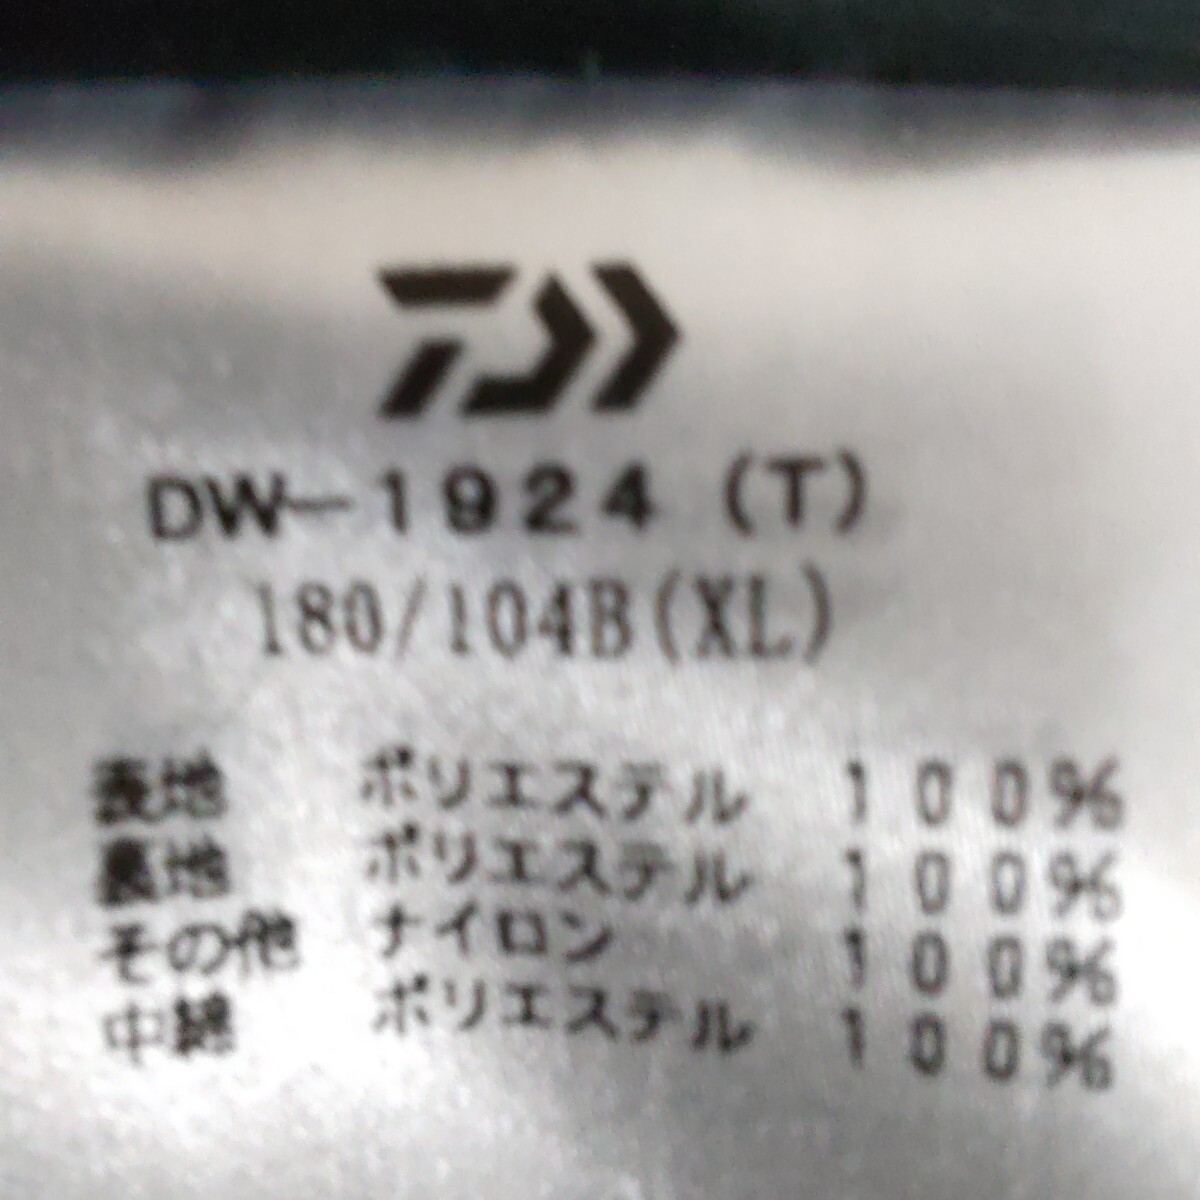 DW-1924 (T)
180/104B(XL)
表地 ポリエステル 100%
裏地 ポリエステル 100%
その他 ナイロン 100%
中綿 ポリエステル 100%